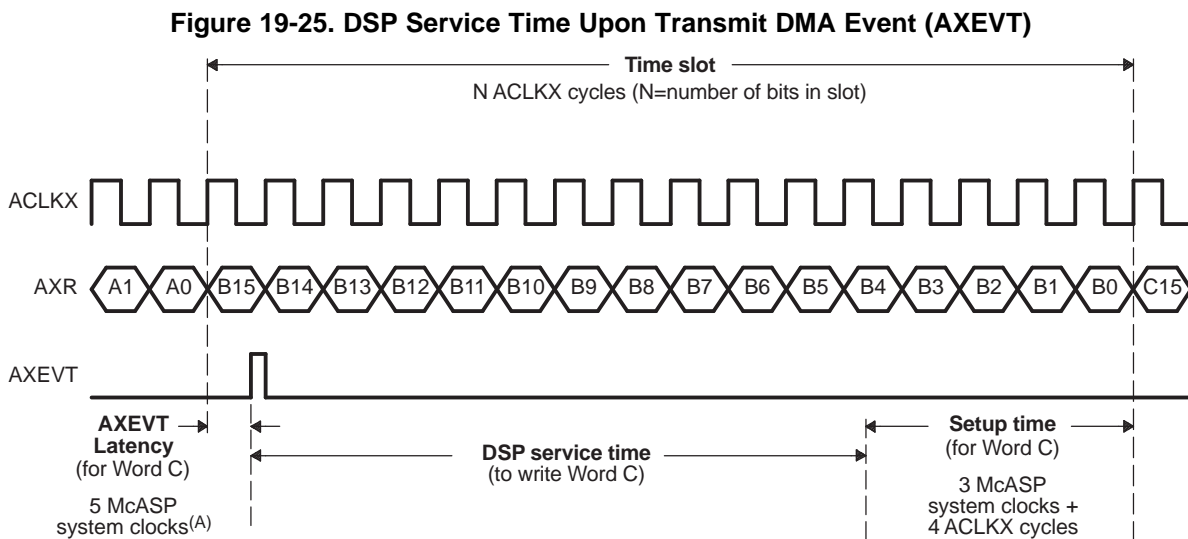 Figure 19-25. DSP Service Time Upon Transmit DMA Event (AXEVT)
Time slot
N ACLKX cycles (N=number of bits in slot)
ACLKX
AXR A1 A0 B15 B14 B13 B12 B11 B10 B9 B8 B7 B6 B5 B4 B3 B2 B1 B0 C15
AXEVT
AXEVT
Latency
(for Word C)
5 McASP
system clocks(A)
DSP service time
(to write Word C)
Setup time
(for Word C)
3 McASP
system clocks +
4 ACLKX cycles